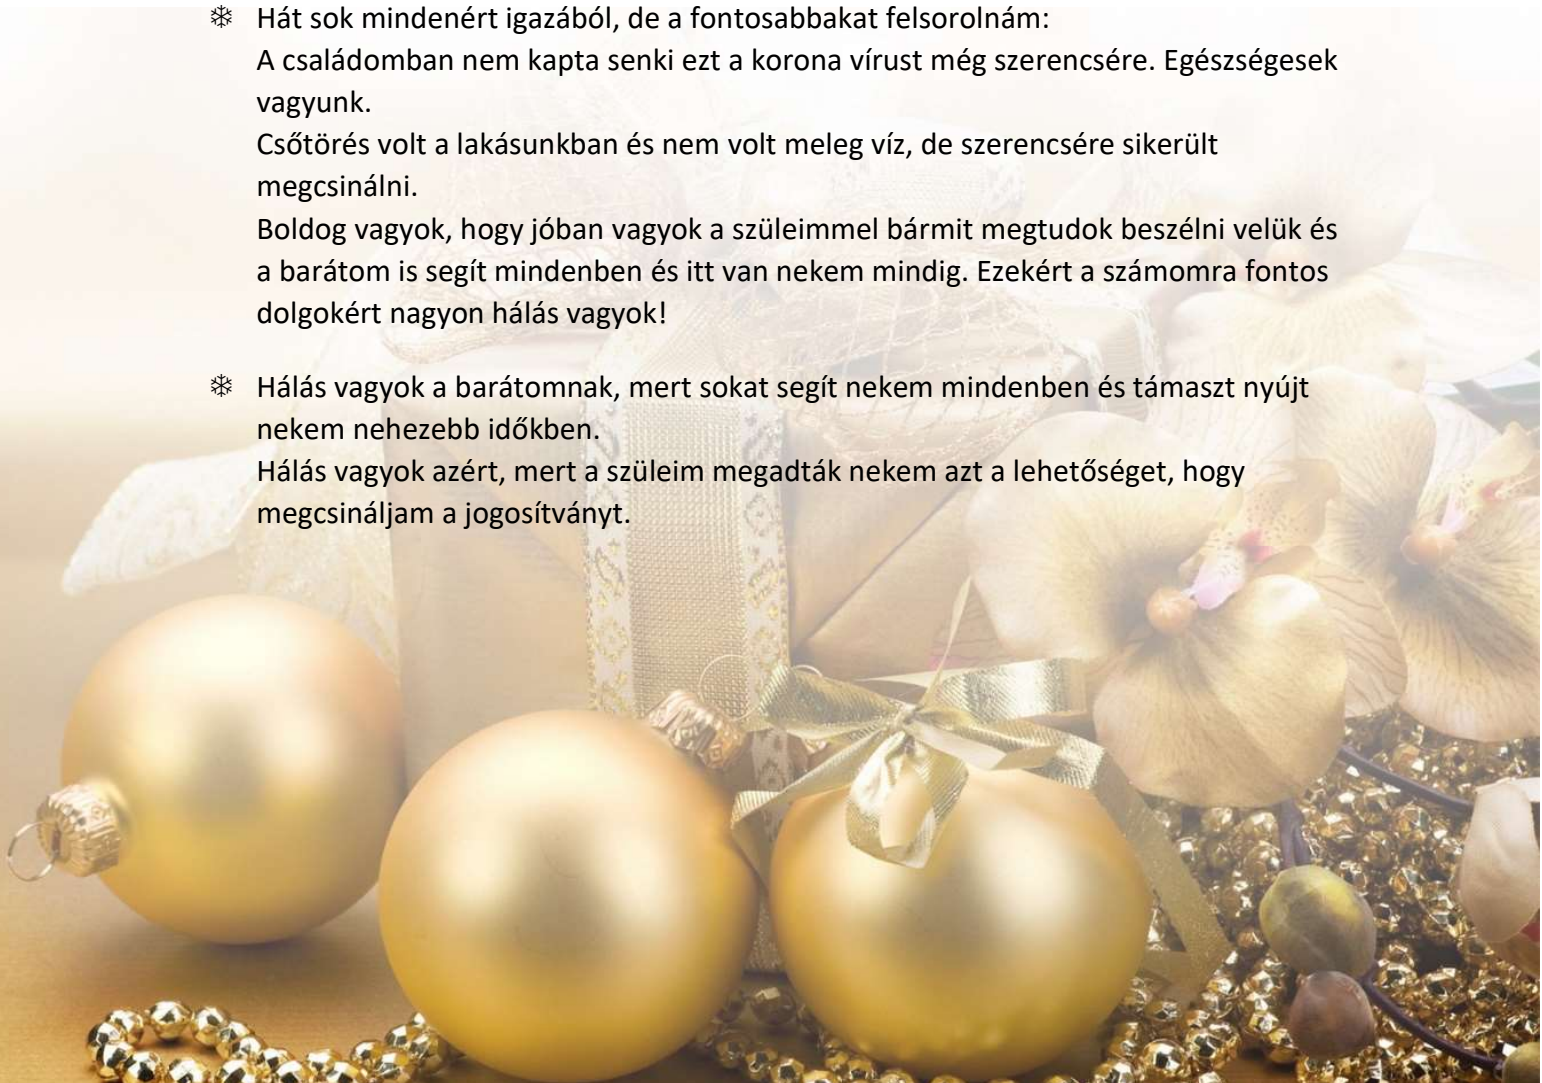 ❄ Hát sok mindenért igazából, de a fontosabbakat felsorolnám:
A családomban nem kapta senki ezt a korona vírust még szerencsére. Egészségesek
vagyunk.
Csőtörés volt a lakásunkban és nem volt meleg víz, de szerencsére sikerült
megcsinálni.
Boldog vagyok, hogy jóban vagyok a szüleimmel bármit megtudok beszélni velük és
a barátom is segít mindenben és itt van nekem mindig. Ezekért a számomra fontos
dolgokért nagyon hálás vagyok!
❄ Hálás vagyok a barátomnak, mert sokat segít nekem mindenben és támaszt nyújt
nekem nehezebb időkben.
Hálás vagyok azért, mert a szüleim megadták nekem azt a lehetőséget, hogy
megcsináljam a jogosítványt.